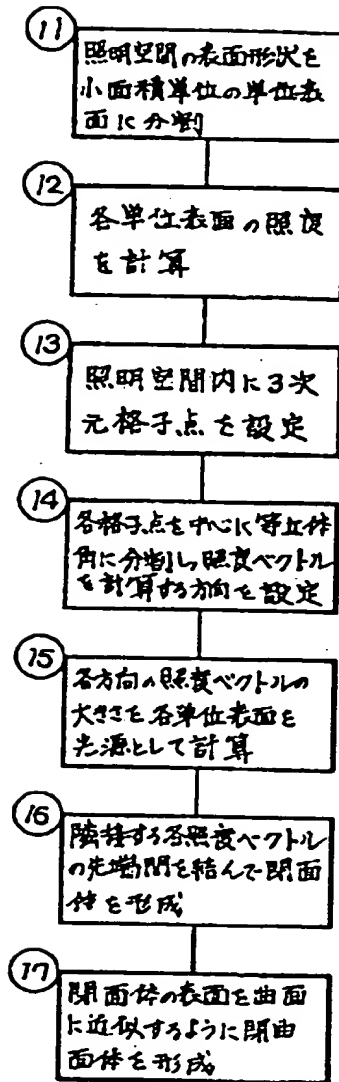 11
照明空間の表面形状を
小面積単位の単位表
面に分割
12
各単位表面の照度
を計算
13
照明空間内に3次
元格子点を設定
14
各格子点を中心に等立体
角に分割しつ照度ベクトル
を計算する方向を設定
15
各方向の照度ベクトルの
大きさを各単位表面を
光源として計算
16
隣接する各照度ベクトル
の先端間を結んで閉面
体を形成
17
閉面体の表面を曲面
に近似するように閉曲
面体を形成